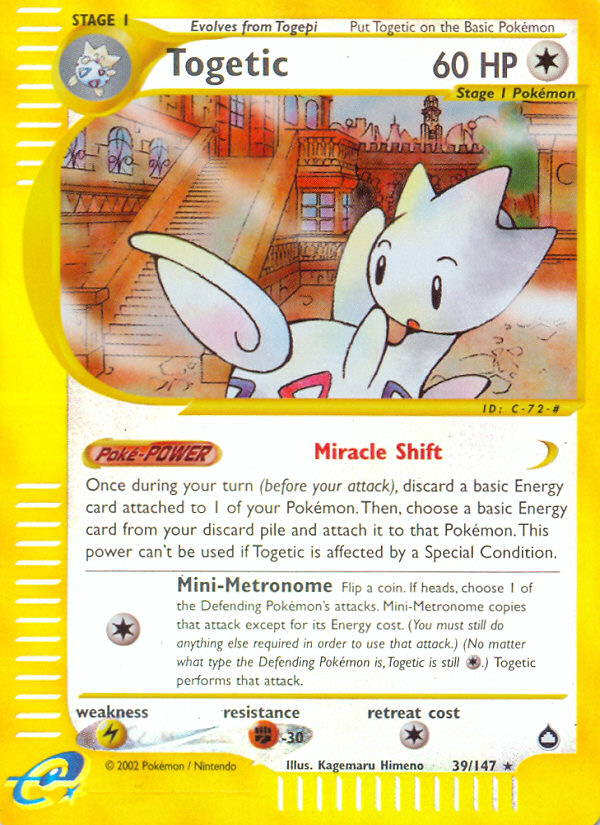 STAGE 1
Evolves from Togepi Put Togetic on the Basic Pokémon
Togetic 60 HP
Stage 1 Pokémon
ID: C-72-#
Poké-POWER Miracle Shift
Once during your turn (before your attack), discard a basic Energy
card attached to 1 of your Pokémon. Then, choose a basic Energy
card from your discard pile and attach it to that Pokémon. This
power can't be used if Togetic is affected by a Special Condition.
Mini-Metronome Flip a coin. If heads, choose 1 of
the Defending Pokémon's attacks. Mini-Metronome copies
that attack except for its Energy cost. (You must still do
anything else required in order to use that attack.) (No matter
what type the Defending Pokémon is, Togetic is still .) Togetic
performs that attack.
weakness resistance retreat cost
-30
© 2002 Pokémon / Nintendo Illus. Kagemaru Himeno 39/147 ★
e